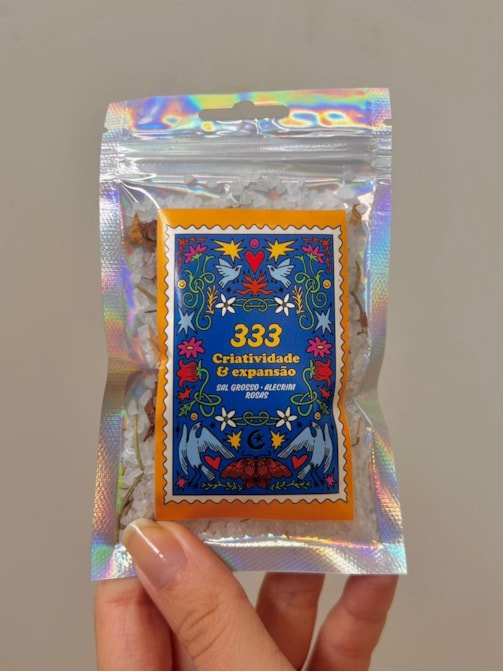 333
Criatividade
& expansão
SAL GROSSO • ALECRIM
ROSAS